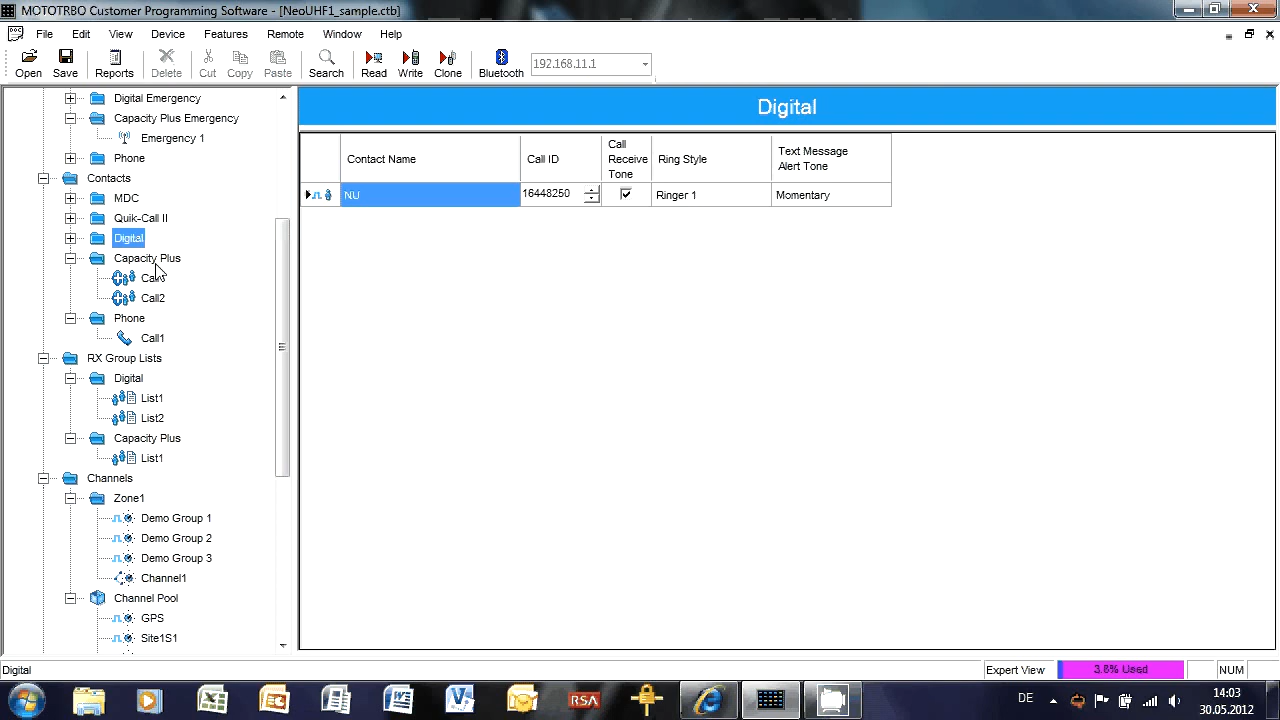 MOTOTRBO Customer Programming Software - [NeoUHF1_sample.ctb]
File Edit View Device Features Remote Window Help
Open Save Reports Delete Cut Copy Paste Search Read Write Clone Bluetooth 192.168.11.1
Digital Emergency
Capacity Plus Emergency
Emergency 1
Phone
Contacts
MDC
Quik-Call II
Digital
Capacity Plus
Call2
Phone
Call1
RX Group Lists
Digital
List1
List2
Capacity Plus
List1
Channels
Zone1
Demo Group 1
Demo Group 2
Demo Group 3
Channel1
Channel Pool
GPS
Site1S1
Digital
Contact Name Call ID Call Receive Tone Ring Style Text Message Alert Tone
NU 16448250 Ringer 1 Momentary
Digital Expert View 3.8% Used NUM
RSA DE 14:03
30.05.2012